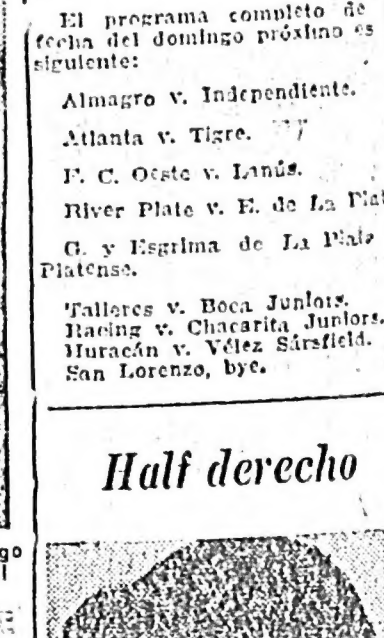 El programa completo de
fecha del domingo próximo es
siguiente:
Almagro v. Independiente.
Atlanta v. Tigre.
F. C. Oeste v. Lanús.
River Plate v. E. de La Plat
G. y Esgrima de La Plata
Platense.
Talleres v. Boca Juniors.
Racing v. Chacarita Juniors.
Huracán v. Vélez Sársfield.
San Lorenzo, bye.
Half derecho
go